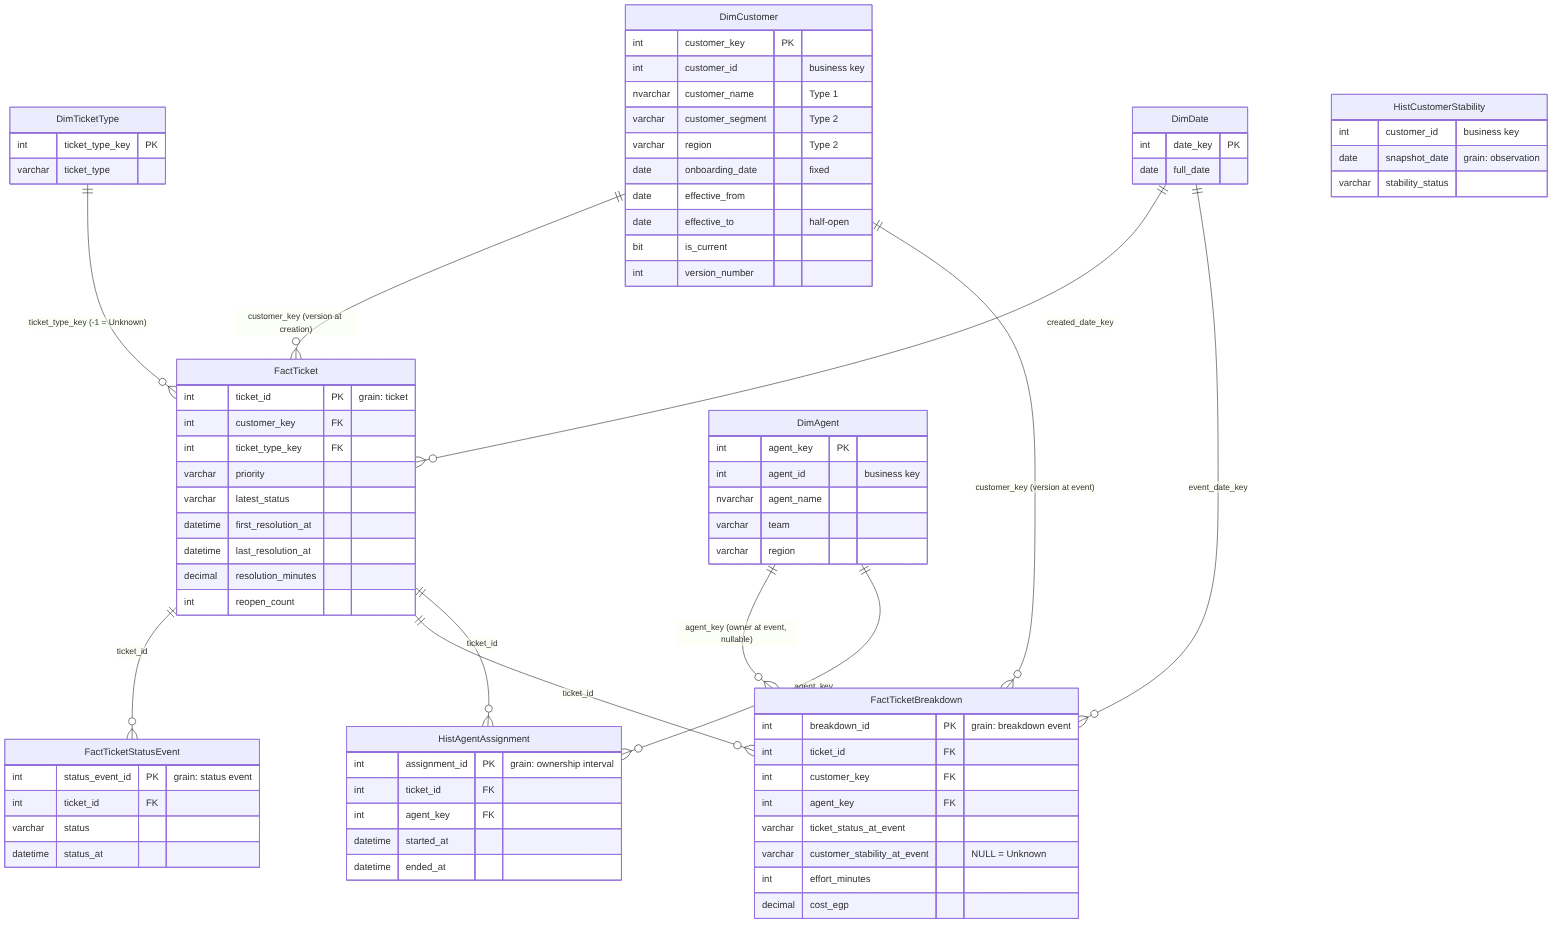 DimCustomer
int customer_key PK
int customer_id business key
nvarchar customer_name Type 1
varchar customer_segment Type 2
varchar region Type 2
date onboarding_date fixed
date effective_from
date effective_to half-open
bit is_current
int version_number
DimTicketType
int ticket_type_key PK
varchar ticket_type
DimDate
int date_key PK
date full_date
HistCustomerStability
int customer_id business key
date snapshot_date grain: observation
varchar stability_status
ticket_type_key (-1 = Unknown)
customer_key (version at
creation)
created_date_key
FactTicket
int ticket_id PK grain: ticket
int customer_key FK
int ticket_type_key FK
varchar priority
varchar latest_status
datetime first_resolution_at
datetime last_resolution_at
decimal resolution_minutes
int reopen_count
DimAgent
int agent_key PK
int agent_id business key
nvarchar agent_name
varchar team
varchar region
customer_key (version at event)
event_date_key
ticket_id
ticket_id
ticket_id
agent_key (owner at event,
nullable)
agent_key
FactTicketStatusEvent
int status_event_id PK grain: status event
int ticket_id FK
varchar status
datetime status_at
HistAgentAssignment
int assignment_id PK grain: ownership interval
int ticket_id FK
int agent_key FK
datetime started_at
datetime ended_at
FactTicketBreakdown
int breakdown_id PK grain: breakdown event
int ticket_id FK
int customer_key FK
int agent_key FK
varchar ticket_status_at_event
varchar customer_stability_at_event NULL = Unknown
int effort_minutes
decimal cost_egp